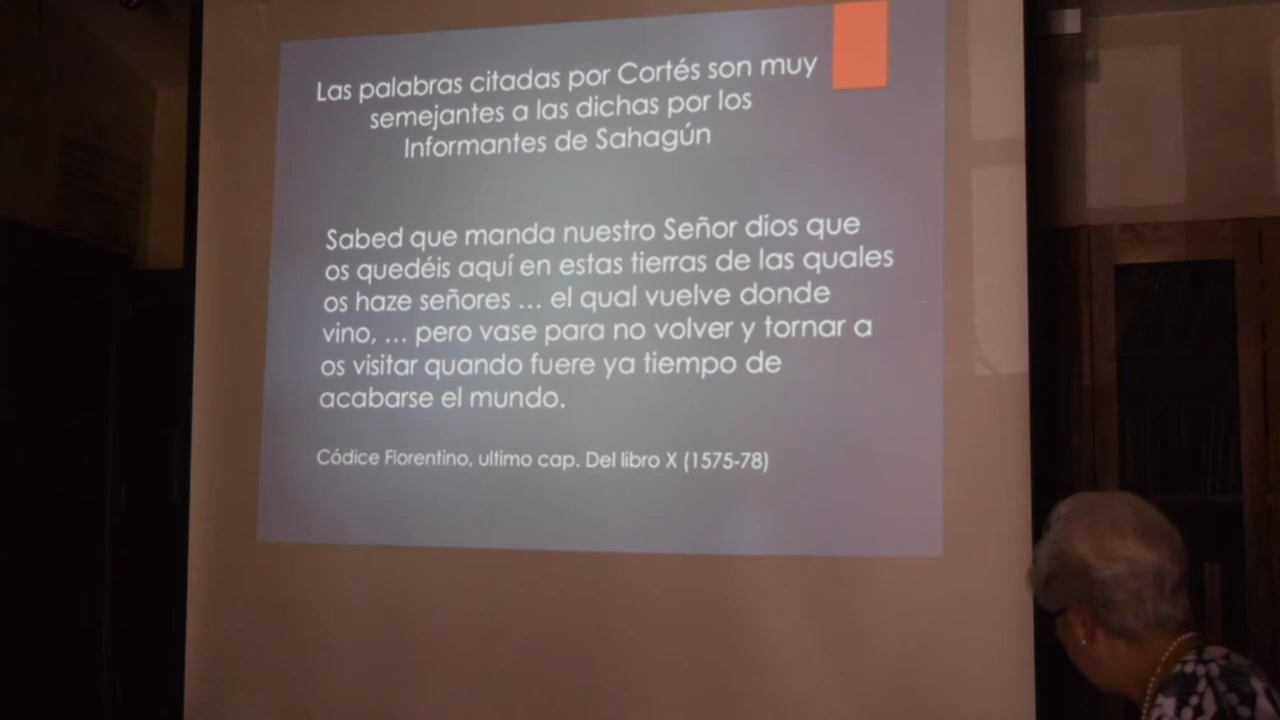 Las palabras citadas por Cortés son muy
semejantes a las dichas por los
Informantes de Sahagún
Sabed que manda nuestro Señor dios que
os quedéis aquí en estas tierras de las quales
os haze señores ... el qual vuelve donde
vino, ... pero vase para no volver y tornar a
os visitar quando fuere ya tiempo de
acabarse el mundo.
Códice Florentino, ultimo cap. Del libro X (1575-78)